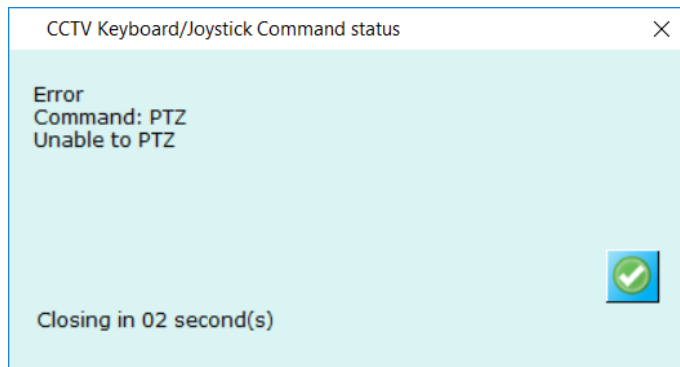 CCTV Keyboard/Joystick Command status
Error
Command: PTZ
Unable to PTZ
Closing in 02 second(s)